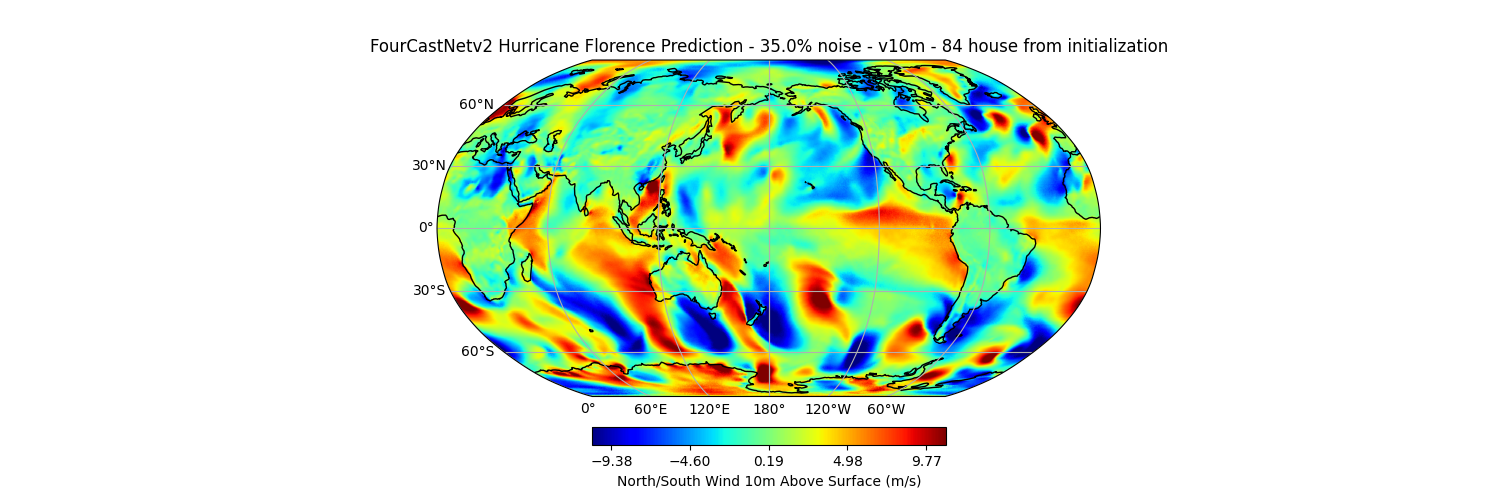 FourCastNetv2 Hurricane Florence Prediction - 35.0% noise - v10m - 84 house from initialization
60°N
30°N
0°
30°S
60°S
0° 60°E 120°E 180° 120°W 60°W
−9.38 −4.60 0.19 4.98 9.77
North/South Wind 10m Above Surface (m/s)